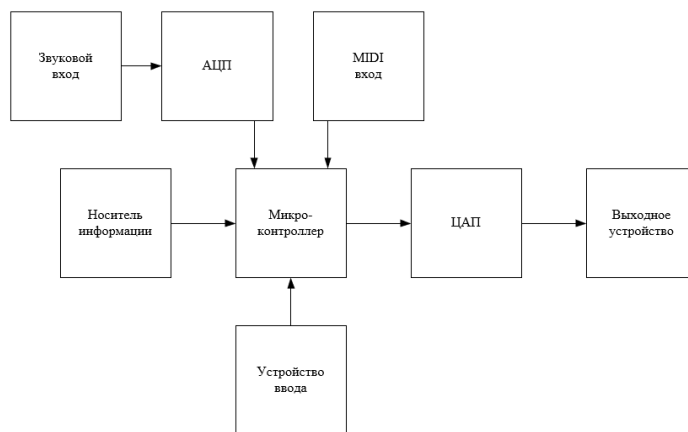 Звуковой
вход
АЦП
MIDI
вход
Носитель
информации
Микро-
контроллер
ЦАП
Выходное
устройство
Устройство
ввода